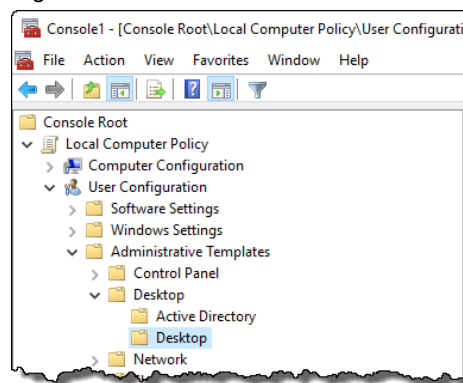 Console1 - [Console Root\Local Computer Policy\User Configurati
File Action View Favorites Window Help
Console Root
Local Computer Policy
Computer Configuration
User Configuration
Software Settings
Windows Settings
Administrative Templates
Control Panel
Desktop
Active Directory
Desktop
Network